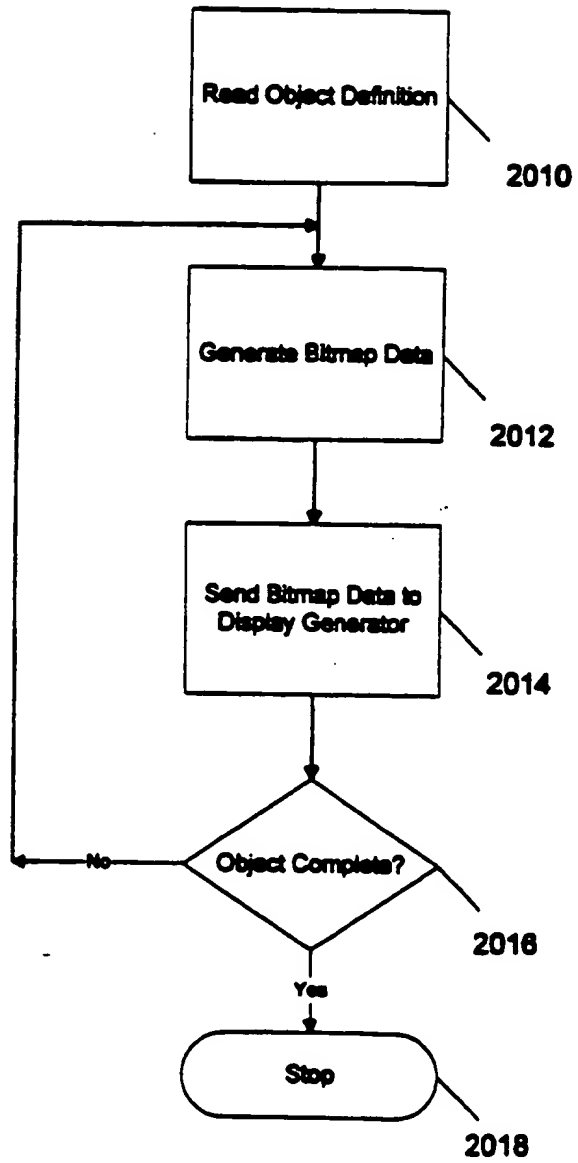 Read Object Definition
2010
Generate Bitmap Data
2012
Send Bitmap Data to
Display Generator
2014
Object Complete?
No
2016
Yes
Stop
2018